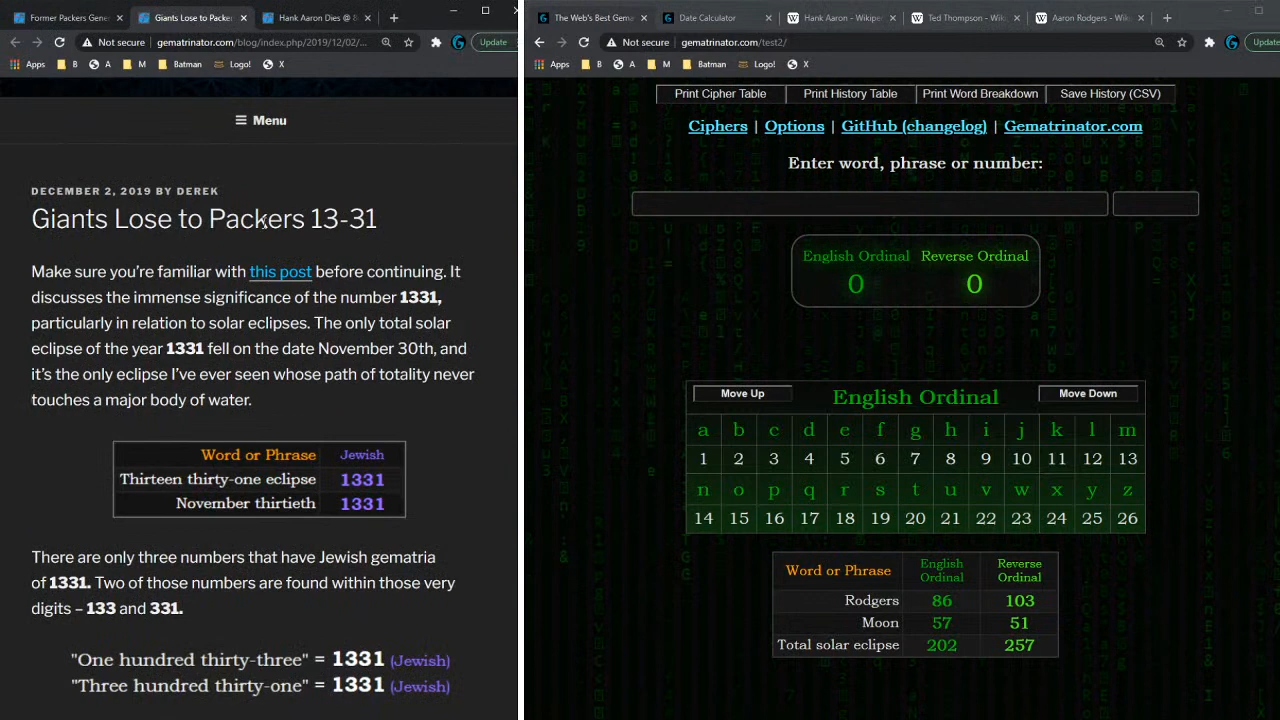 Former Packers Gener
Giants Lose to Packer
Hank Aaron Dies @ 8
Not secure
gematrinator.com/blog/index.php/2019/12/02/...
Update
Apps
B
A
M
Batman
Logo!
X
Menu
DECEMBER 2, 2019 BY DEREK
Giants Lose to Packers 13-31
Make sure you're familiar with this post before continuing. It
discusses the immense significance of the number 1331,
particularly in relation to solar eclipses. The only total solar
eclipse of the year 1331 fell on the date November 30th, and
it's the only eclipse I've ever seen whose path of totality never
touches a major body of water.
Word or Phrase Jewish
Thirteen thirty-one eclipse 1331
November thirtieth 1331
There are only three numbers that have Jewish gematria
of 1331. Two of those numbers are found within those very
digits – 133 and 331.
"One hundred thirty-three" = 1331 (Jewish)
"Three hundred thirty-one" = 1331 (Jewish)
The Web's Best Gema
Date Calculator
Hank Aaron - Wikipe
Ted Thompson - Wiki
Aaron Rodgers - Wiki
Not secure
gematrinator.com/test2/
Update
Apps
B
A
M
Batman
Logo!
X
Print Cipher Table
Print History Table
Print Word Breakdown
Save History (CSV)
Ciphers | Options | GitHub (changelog) | Gematrinator.com
Enter word, phrase or number:
English Ordinal Reverse Ordinal
0 0
Move Up
English Ordinal
Move Down
a b c d e f g h i j k l m
1 2 3 4 5 6 7 8 9 10 11 12 13
n o p q r s t u v w x y z
14 15 16 17 18 19 20 21 22 23 24 25 26
Word or Phrase English Ordinal Reverse Ordinal
Rodgers 86 103
Moon 57 51
Total solar eclipse 202 257